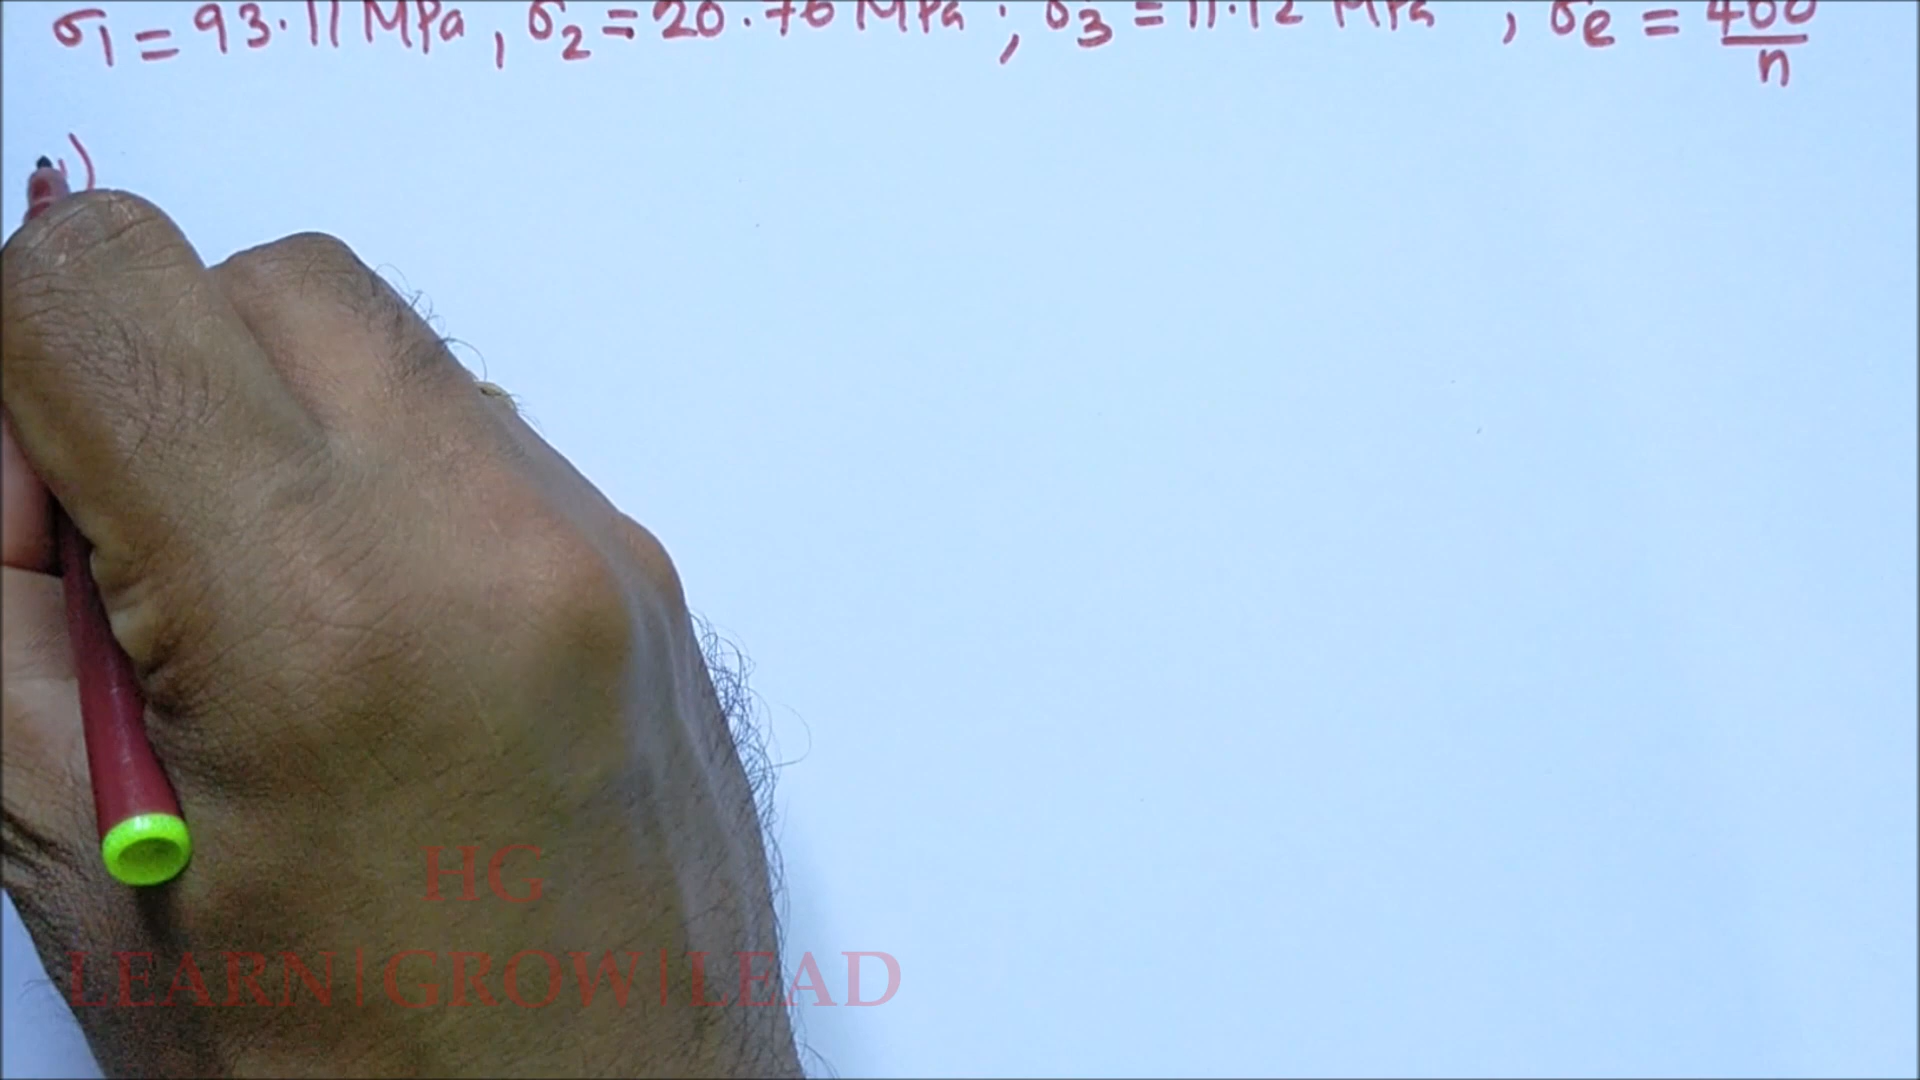 σ1 = 93.11 MPa, σ2 = 20.76 MPa ; σ3 = 11.12 MPa , σe = 400/n
)
HG
LEARN|GROW|LEAD